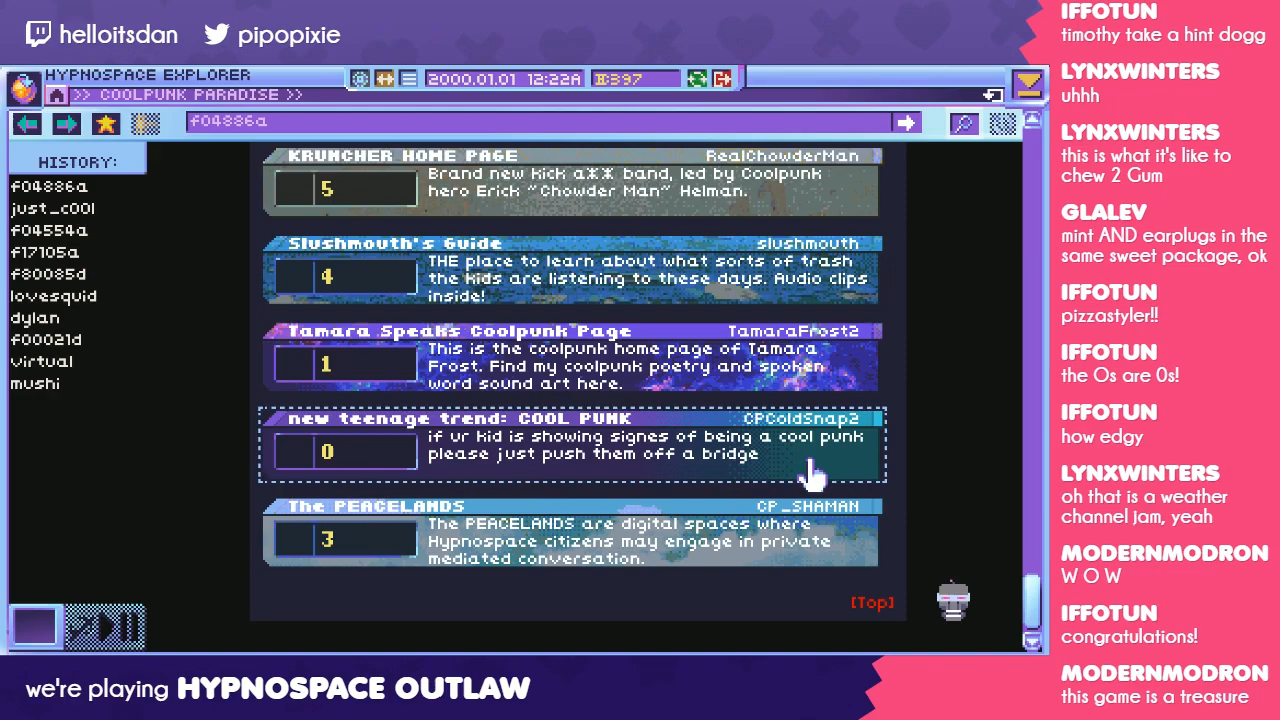 helloitsdan pipopixie
HYPNOSPACE EXPLORER
2000.01.01 12:22A
397
>> COOLPUNK PARADISE >>
f04886a
HISTORY:
f04886a
just_c00l
f04554a
f17105a
f80085d
lovesquid
dylan
f00021d
virtual
mushi
KRUNCHER HOME PAGE RealChowderMan
5
Brand new kick a** band, led by Coolpunk
hero Erick "Chowder Man" Helman.
Slushmouth's Guide slushmouth
4
THE place to learn about what sorts of trash
the kids are listening to these days. Audio clips
inside!
Tamara Speaks Coolpunk Page TamaraFrost2
1
This is the coolpunk home page of Tamara
Frost. Find my coolpunk poetry and spoken
word sound art here.
new teenage trend: COOL PUNK CPColdSnap2
0
if ur kid is showing signes of being a cool punk
please just push them off a bridge
The PEACELANDS CP_SHAMAN
3
The PEACELANDS are digital spaces where
Hypnospace citizens may engage in private
mediated conversation.
[Top]
we're playing HYPNOSPACE OUTLAW
IFFOTUN
timothy take a hint dogg
LYNXWINTERS
uhhh
LYNXWINTERS
this is what it's like to
chew 2 Gum
GLALEV
mint AND earplugs in the
same sweet package, ok
IFFOTUN
pizzastyler!!
IFFOTUN
the Os are 0s!
IFFOTUN
how edgy
LYNXWINTERS
oh that is a weather
channel jam, yeah
MODERNMODRON
W O W
IFFOTUN
congratulations!
MODERNMODRON
this game is a treasure